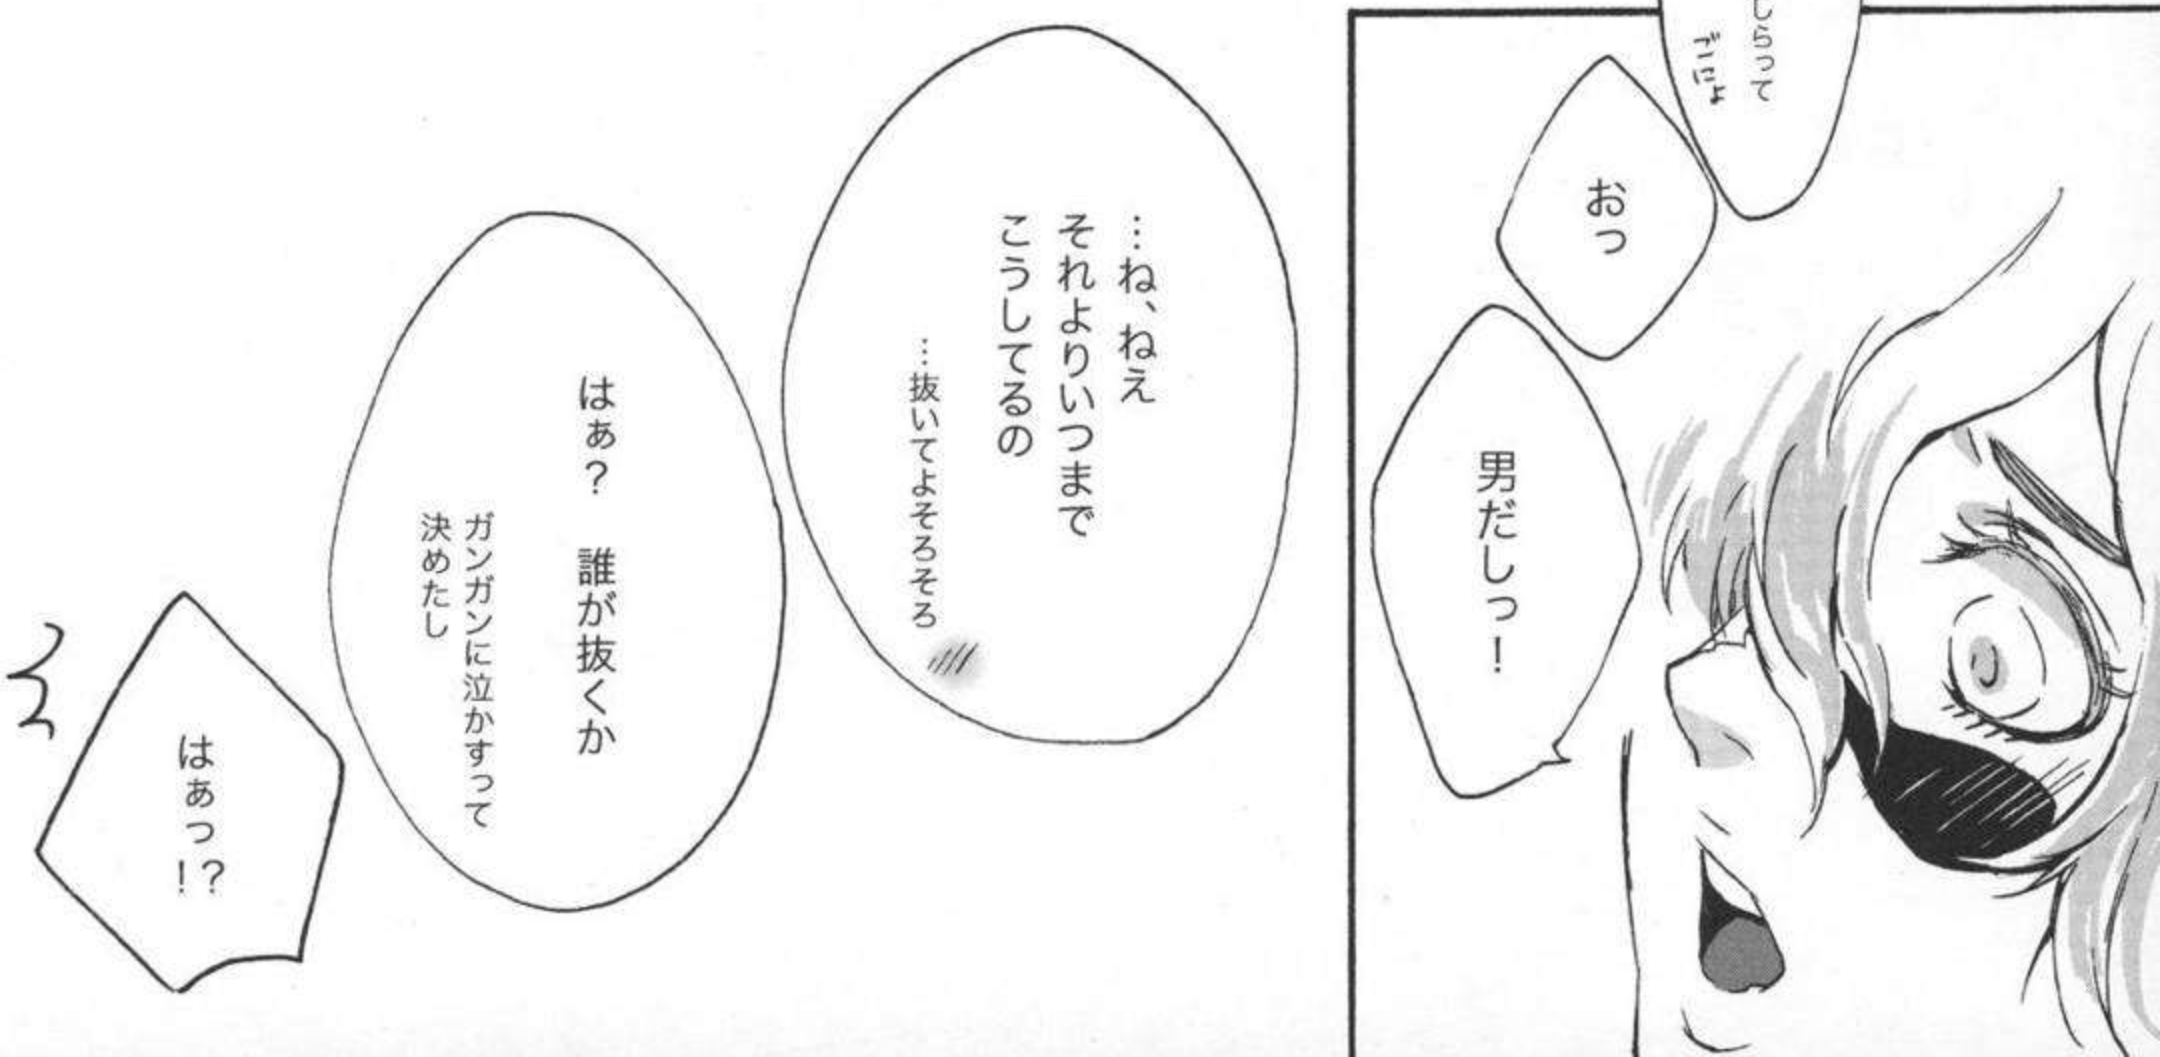 しらって
ごにょ
おっ
男だしっ！
…ね、ねえ
それよりいつまで
こうしてるの
…抜いてよそろそろ
はぁ？　誰が抜くか
ガンガンに泣かすって
決めたし
はぁっ!?